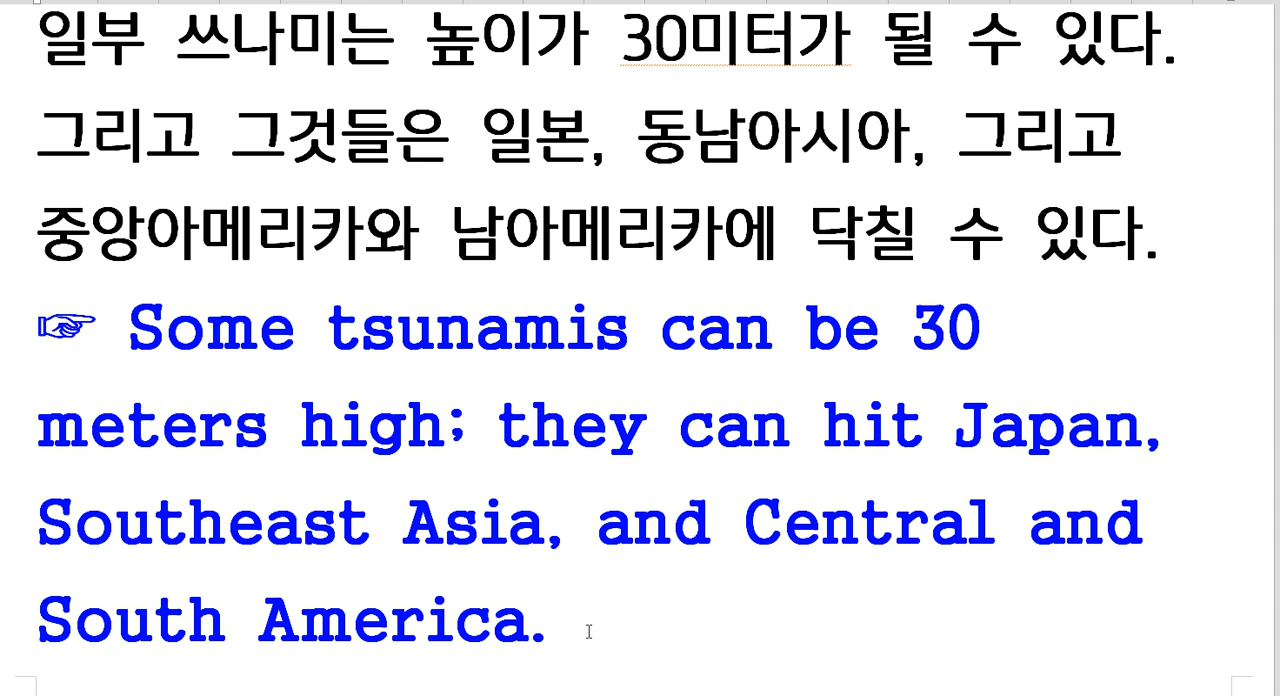 일부 쓰나미는 높이가 30미터가 될 수 있다.
그리고 그것들은 일본, 동남아시아, 그리고
중앙아메리카와 남아메리카에 닥칠 수 있다.
☞ Some tsunamis can be 30
meters high; they can hit Japan,
Southeast Asia, and Central and
South America.